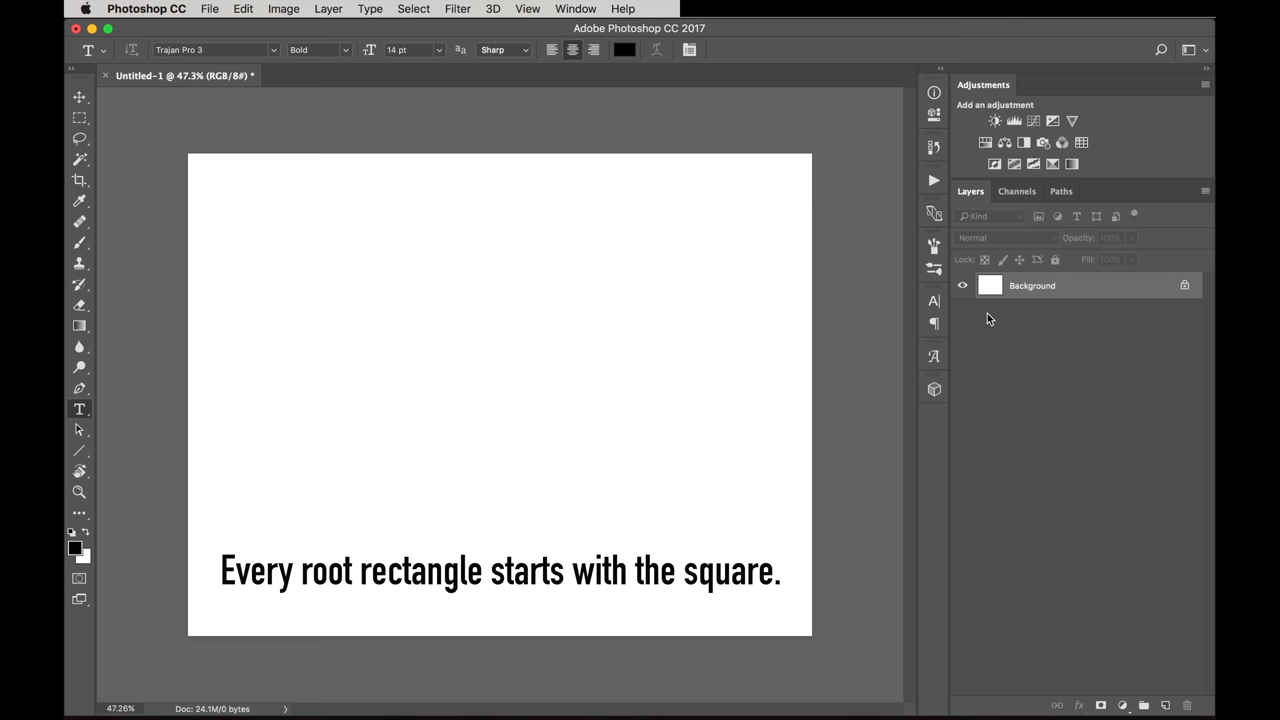 Photoshop CC File Edit Image Layer Type Select Filter 3D View Window Help
Adobe Photoshop CC 2017
T Trajan Pro 3 Bold 14 pt Sharp
Untitled-1 @ 47.3% (RGB/8#) *
Adjustments
Add an adjustment
Layers Channels Paths
Kind
Normal Opacity: 100%
Lock: Fill: 100%
Background
Every root rectangle starts with the square.
47.26% Doc: 24.1M/0 bytes